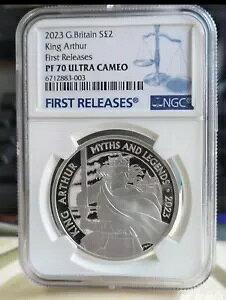 2023 G.Britain S£2
King Arthur
First Releases
PF 70 ULTRA CAMEO
6712883-003
FIRST RELEASES
NGC
KING ARTHUR
MYTHS AND LEGENDS • 2023